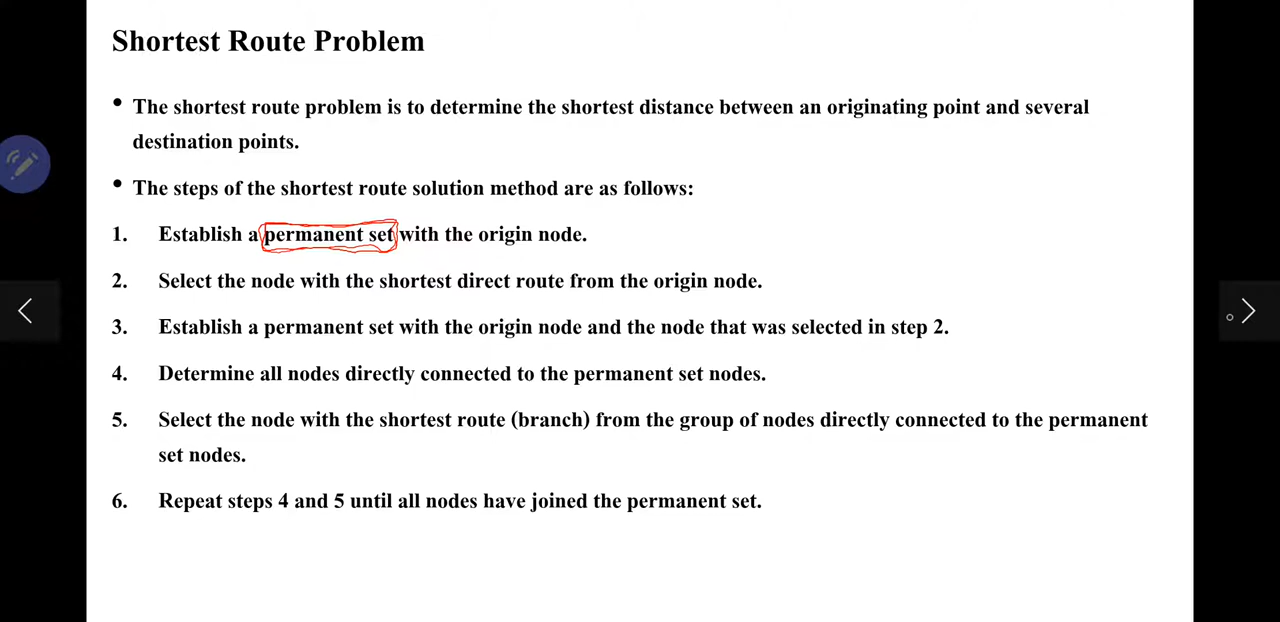 Shortest Route Problem
• The shortest route problem is to determine the shortest distance between an originating point and several
destination points.
• The steps of the shortest route solution method are as follows:
1. Establish a permanent set with the origin node.
2. Select the node with the shortest direct route from the origin node.
3. Establish a permanent set with the origin node and the node that was selected in step 2.
4. Determine all nodes directly connected to the permanent set nodes.
5. Select the node with the shortest route (branch) from the group of nodes directly connected to the permanent
set nodes.
6. Repeat steps 4 and 5 until all nodes have joined the permanent set.